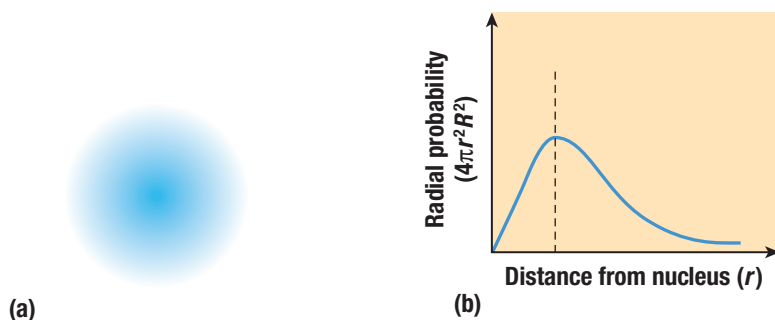 (a)
Radial probability
(4πr²R²)
Distance from nucleus (r)
(b)